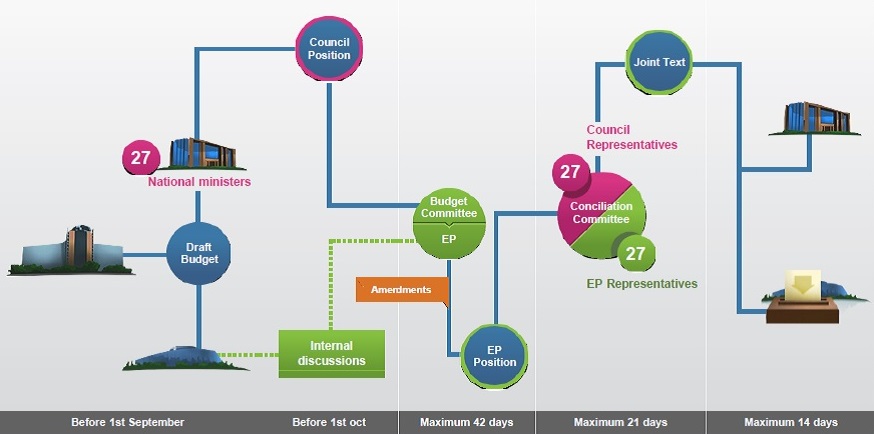 Council
Position
27
National ministers
Draft
Budget
Internal
discussions
Budget
Committee
EP
Amerdments
EP
Position
Council
Representatives
27
Conciliation
Committee
27
EP Representatives
Joint Text
Before 1st September
Before 1st oct
Maximum 42 days
Maximum 21 days
Maximum 14 days